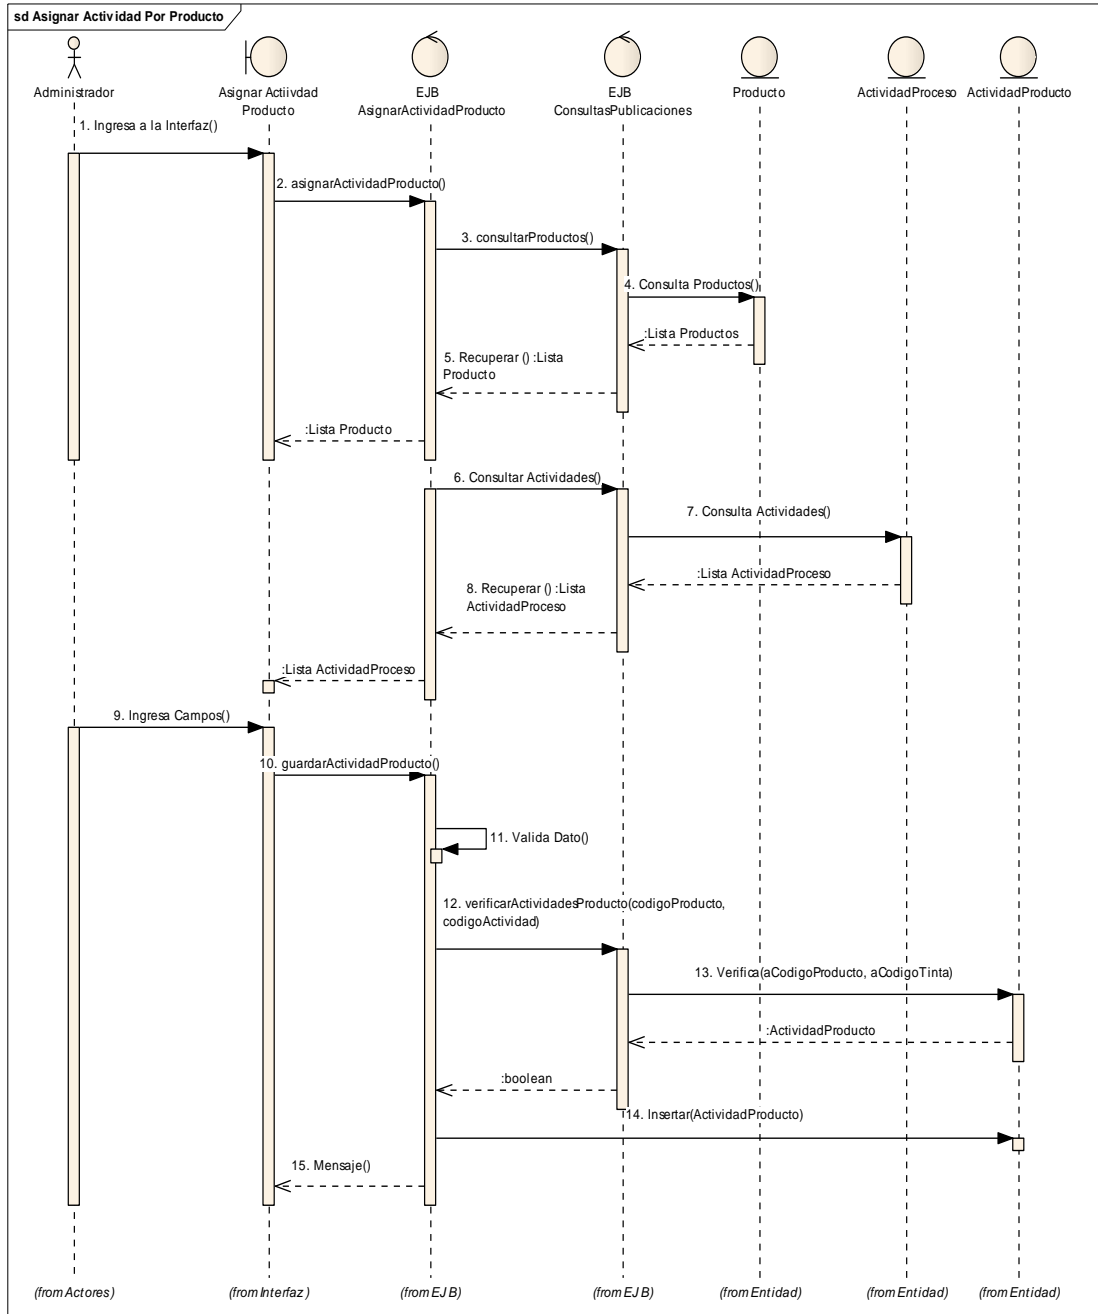 sd Asignar Actividad Por Producto
Administrador
Asignar Actiivdad
Producto
EJB
AsignarActividadProducto
EJB
ConsultasPublicaciones
Producto
ActividadProceso
ActividadProducto
1. Ingresa a la Interfaz()
2. asignarActividadProducto()
3. consultarProductos()
4. Consulta Productos()
:Lista Productos
5. Recuperar () :Lista
Producto
:Lista Producto
6. Consultar Actividades()
7. Consulta Actividades()
:Lista ActividadProceso
8. Recuperar () :Lista
ActividadProceso
:Lista ActividadProceso
9. Ingresa Campos()
10. guardarActividadProducto()
11. Valida Dato()
12. verificarActividadesProducto(codigoProducto,
codigoActividad)
13. Verifica(aCodigoProducto, aCodigoTinta)
:ActividadProducto
:boolean
14. Insertar(ActividadProducto)
15. Mensaje()
(from Actores)
(from Interfaz)
(from EJB)
(from EJB)
(from Entidad)
(from Entidad)
(from Entidad)